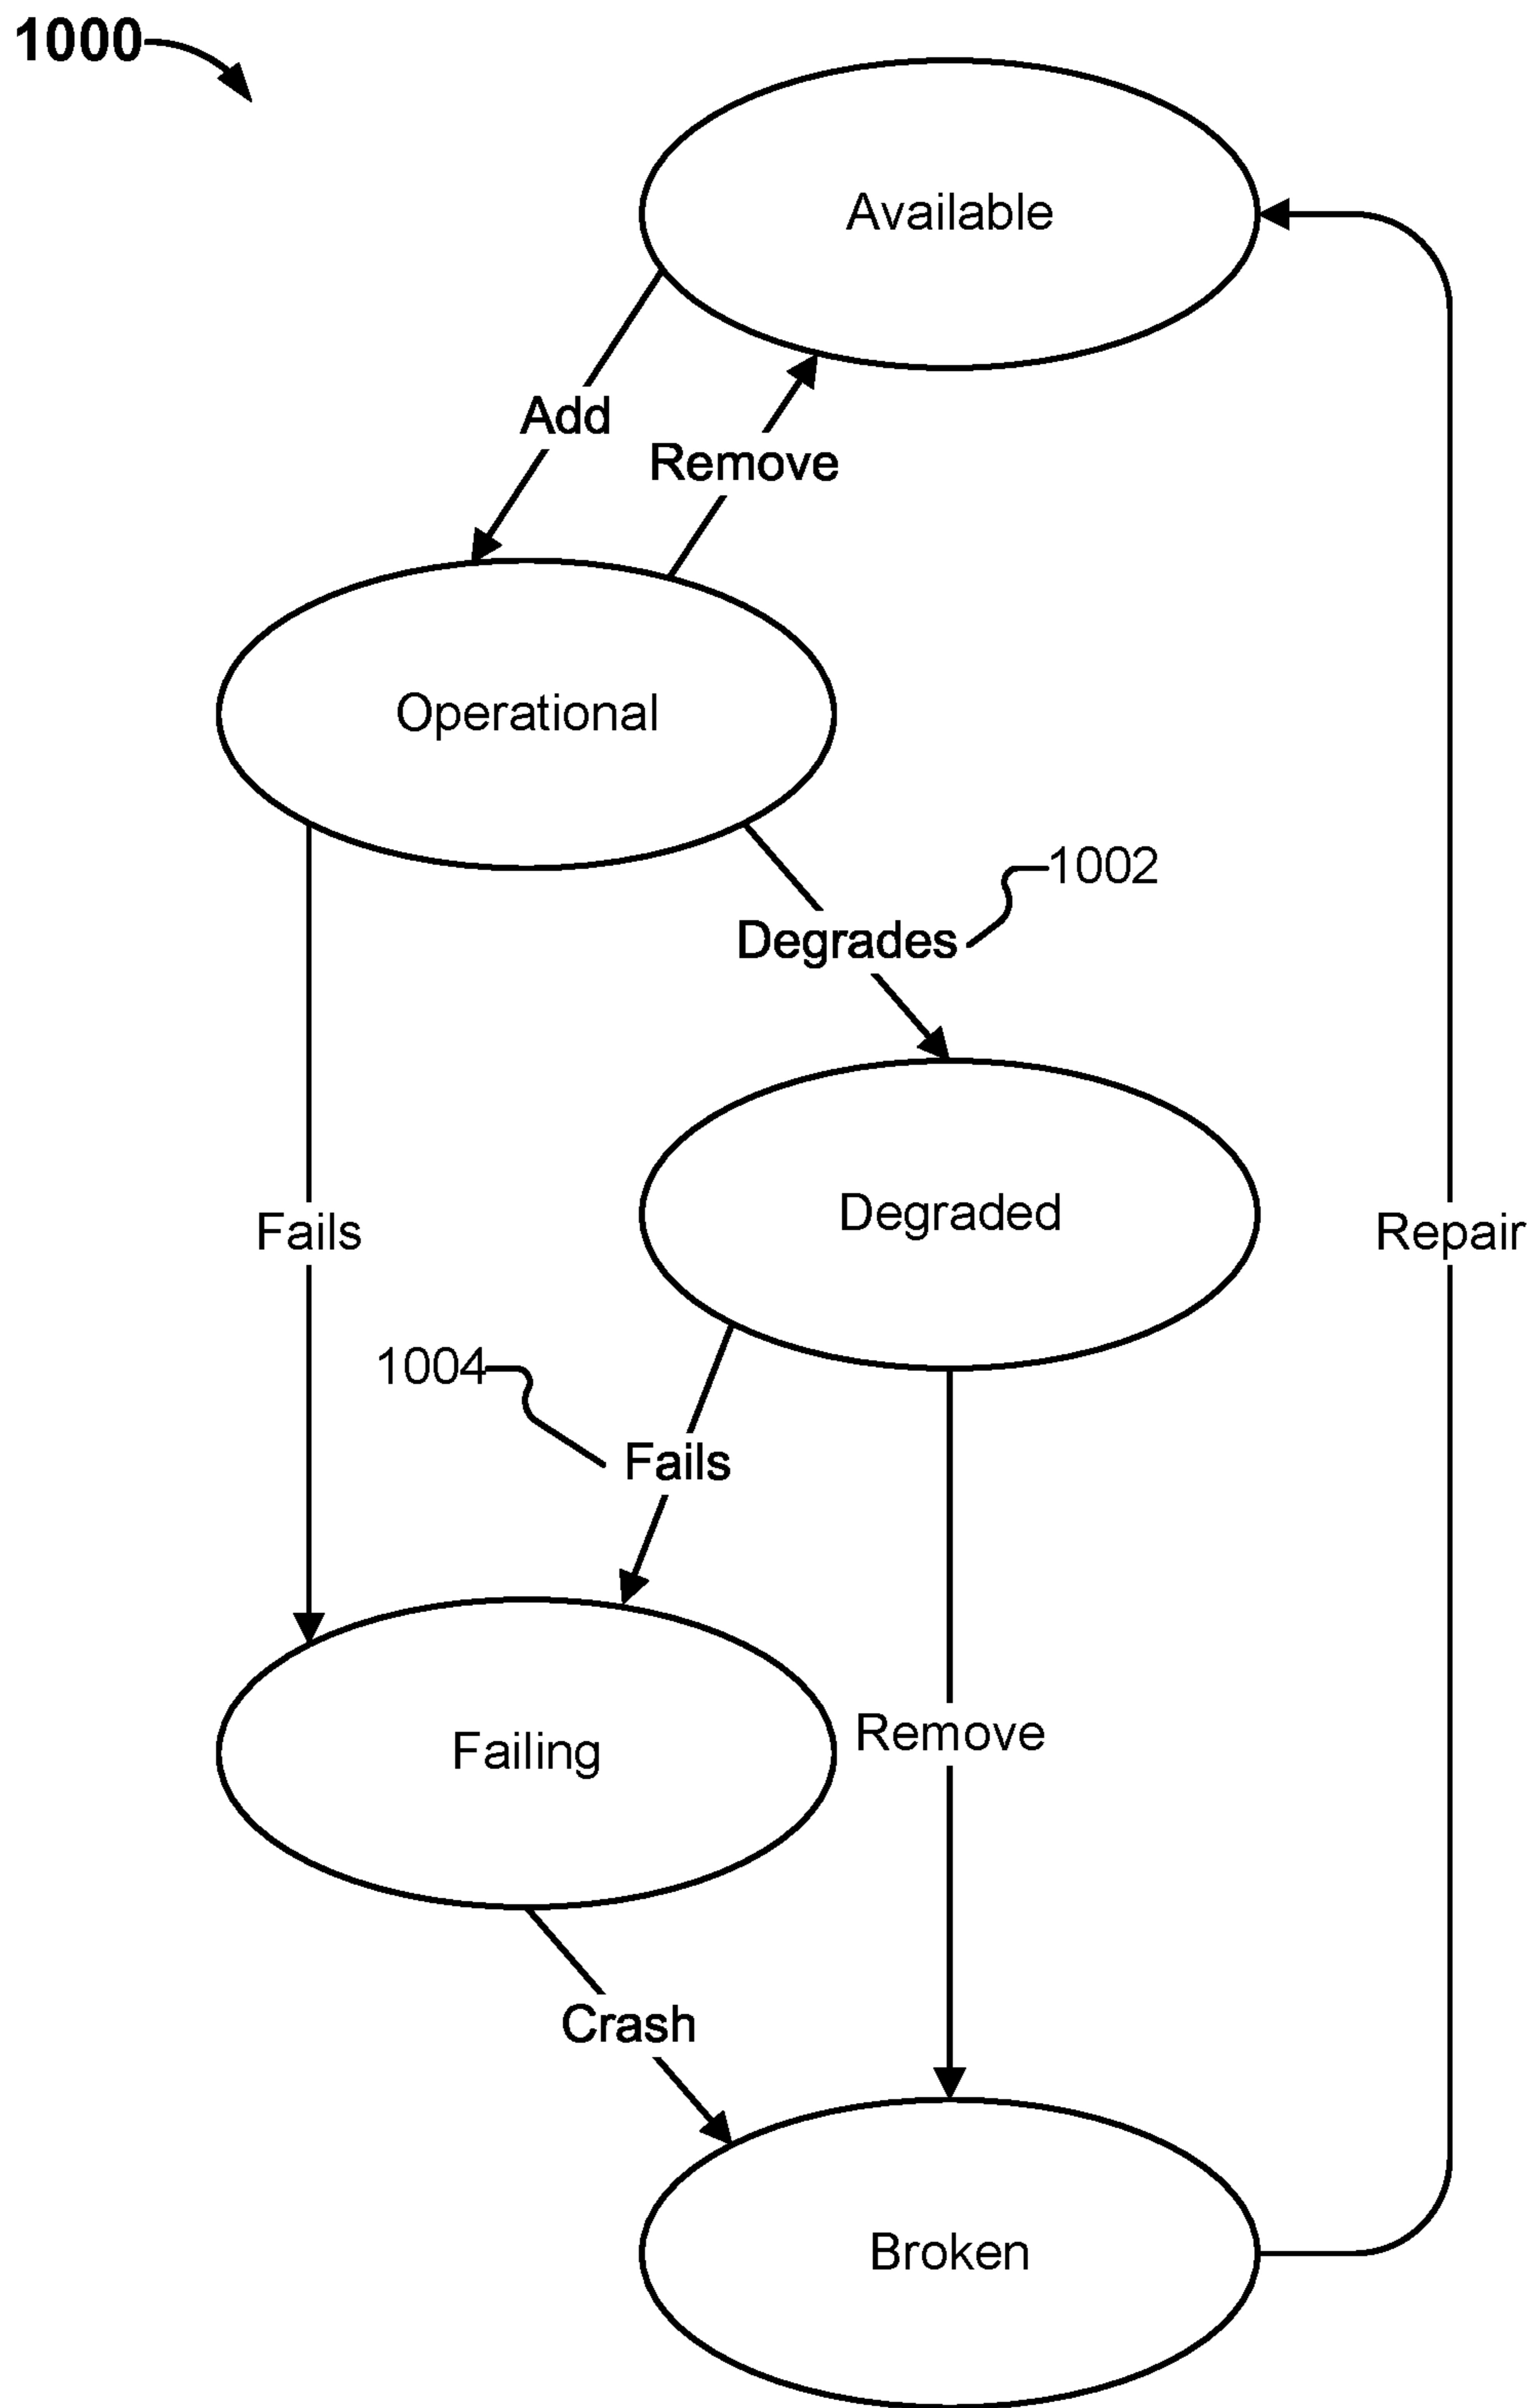 1000
Available
Add
Remove
Operational
1002
Degrades
Degraded
Fails
Repair
1004
Fails
Remove
Failing
Crash
Broken